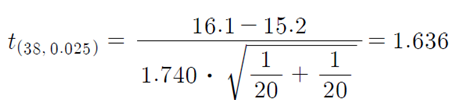 t(38, 0.025) = (16.1 − 15.2) / (1.740 · √(1/20 + 1/20)) = 1.636